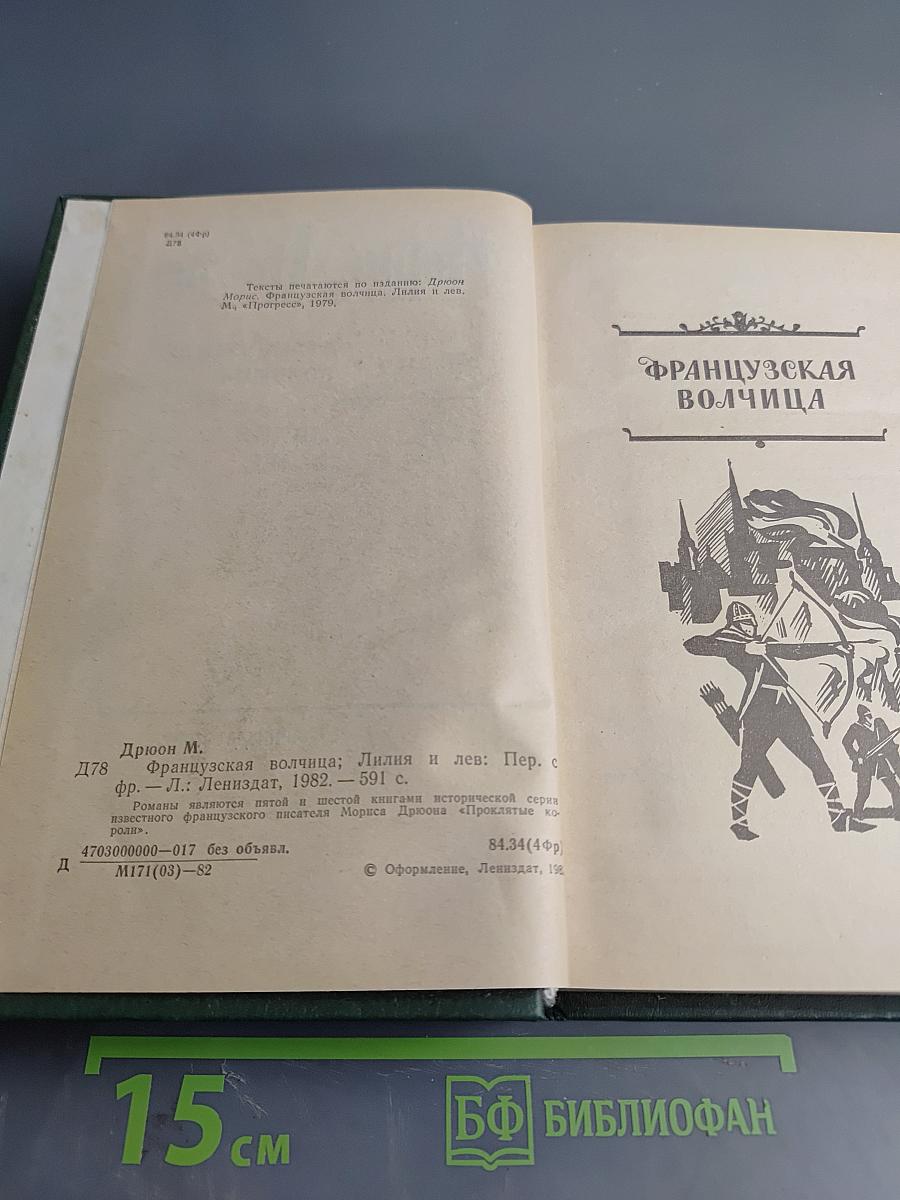 84.34 (4Фр)
Д78
Тексты печатаются по изданию: Дрюон
Морис. Французская волчица. Лилия и лев.
М., «Прогресс», 1979.
Дрюон М.
Д78 Французская волчица; Лилия и лев: Пер. с
фр. — Л.: Лениздат, 1982. — 591 с.
Романы являются пятой и шестой книгами исторической серии
известного французского писателя Мориса Дрюона «Проклятые ко-
роли».
Д 4703000000—017 без объявл.
М171(03)—82
84.34(4Фр)
© Оформление, Лениздат, 198
ФРАНЦУЗСКАЯ
ВОЛЧИЦА
15 см
БФ БИБЛИОФАН